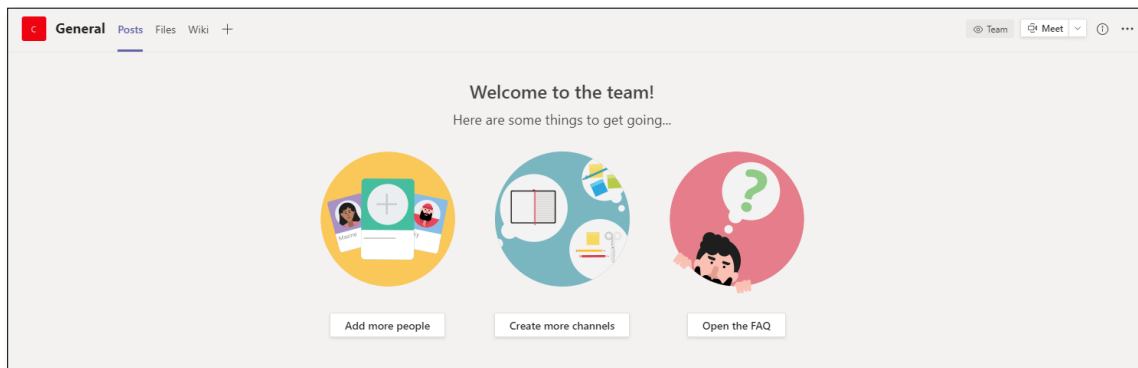 C General Posts Files Wiki
Team Meet
Welcome to the team!
Here are some things to get going...
Maxine
Add more people
Create more channels
Open the FAQ